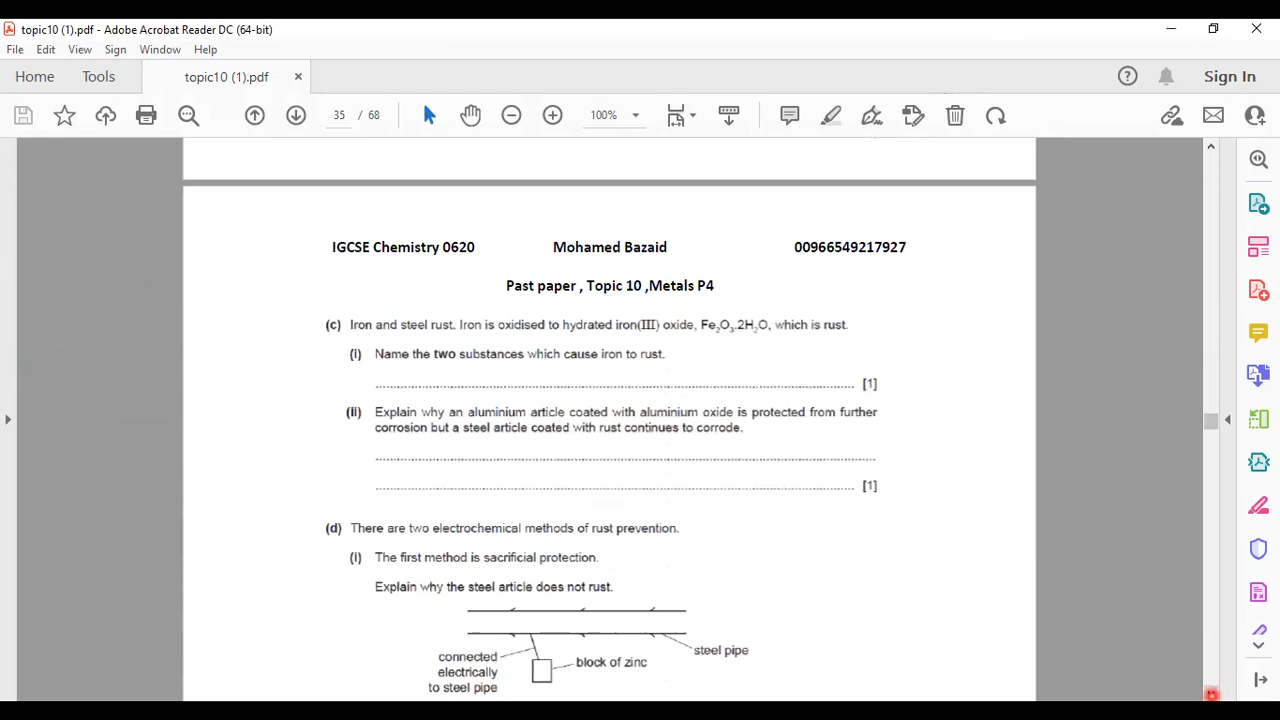 topic10 (1).pdf - Adobe Acrobat Reader DC (64-bit)
File Edit View Sign Window Help
Home Tools topic10 (1).pdf × Sign In
35 / 68 100%
IGCSE Chemistry 0620 Mohamed Bazaid 00966549217927
Past paper , Topic 10 ,Metals P4
(c) Iron and steel rust. Iron is oxidised to hydrated iron(III) oxide, Fe₂O₃.2H₂O, which is rust.
(i) Name the two substances which cause iron to rust.
[1]
(ii) Explain why an aluminium article coated with aluminium oxide is protected from further
corrosion but a steel article coated with rust continues to corrode.
[1]
(d) There are two electrochemical methods of rust prevention.
(i) The first method is sacrificial protection.
Explain why the steel article does not rust.
steel pipe
connected
electrically
to steel pipe
block of zinc